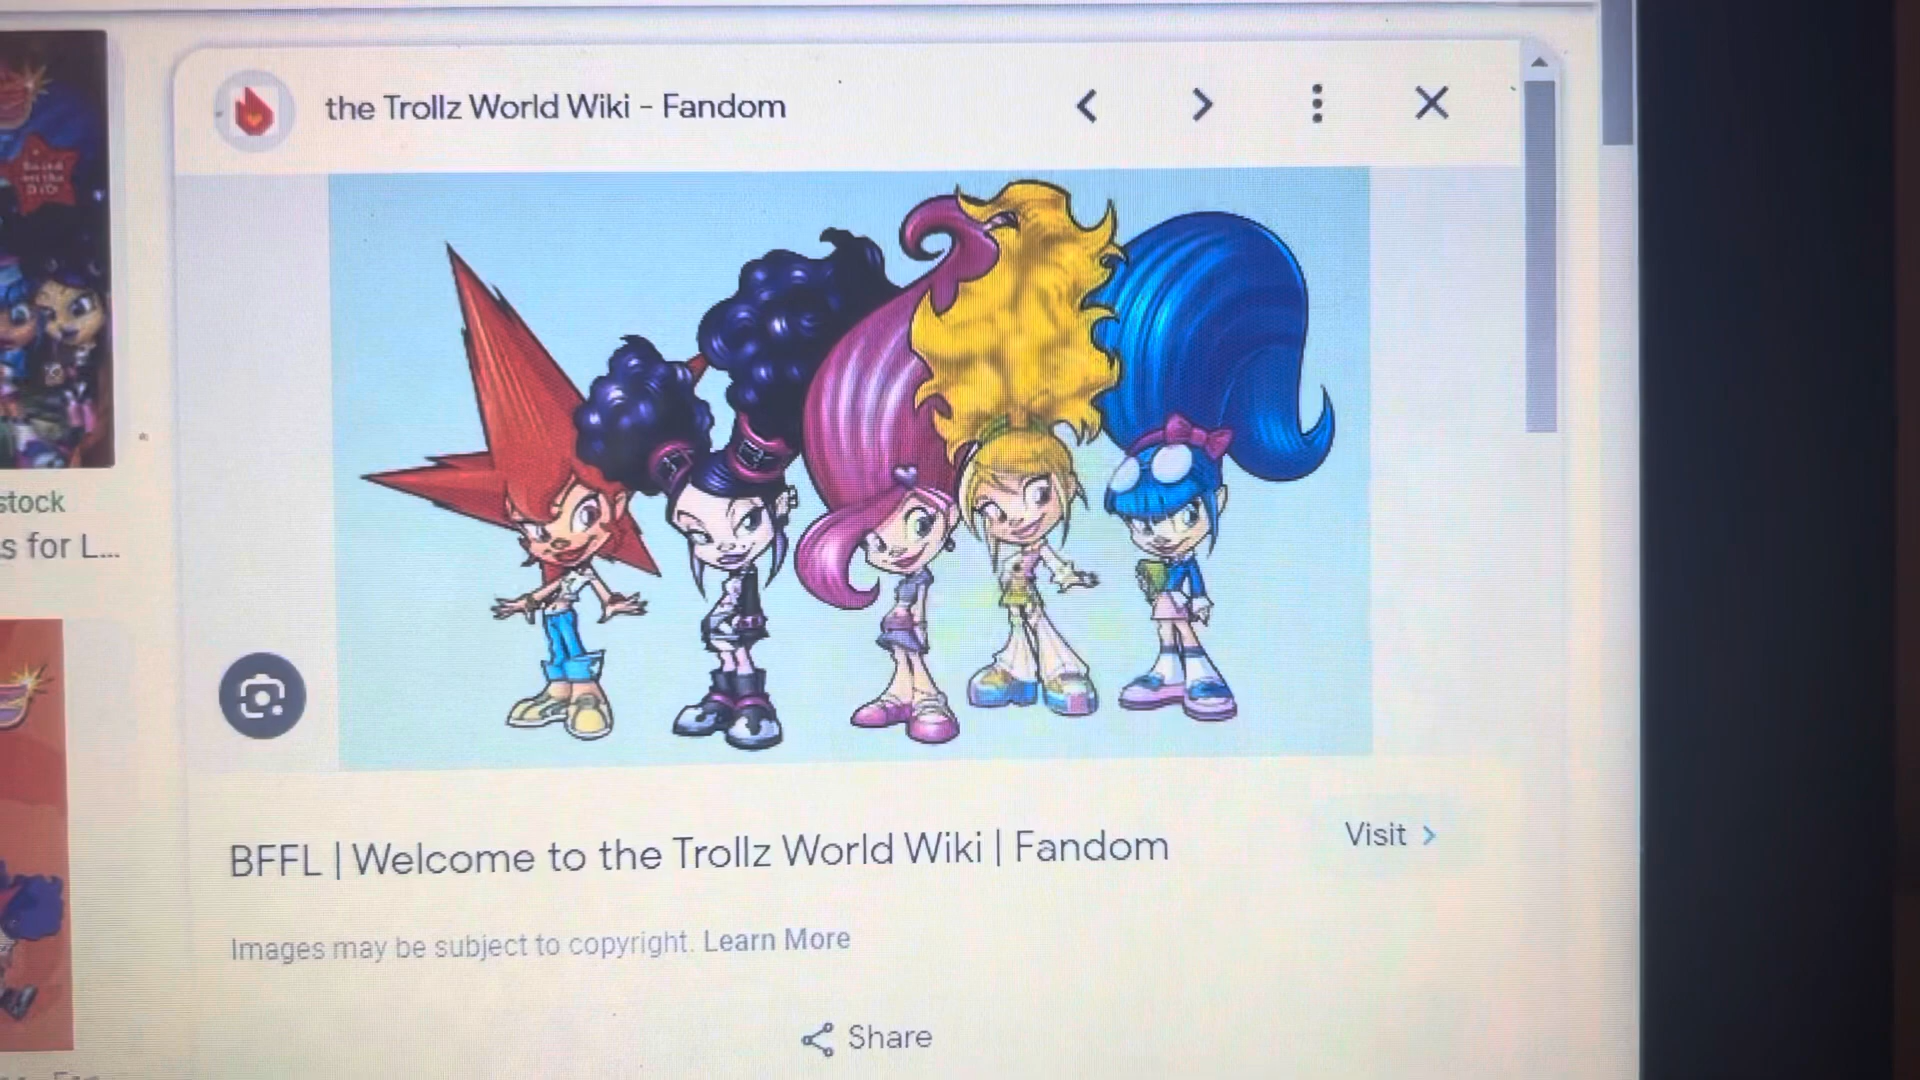 the Trollz World Wiki - Fandom
stock
s for L...
BFFL | Welcome to the Trollz World Wiki | Fandom
Visit
Images may be subject to copyright. Learn More
Share